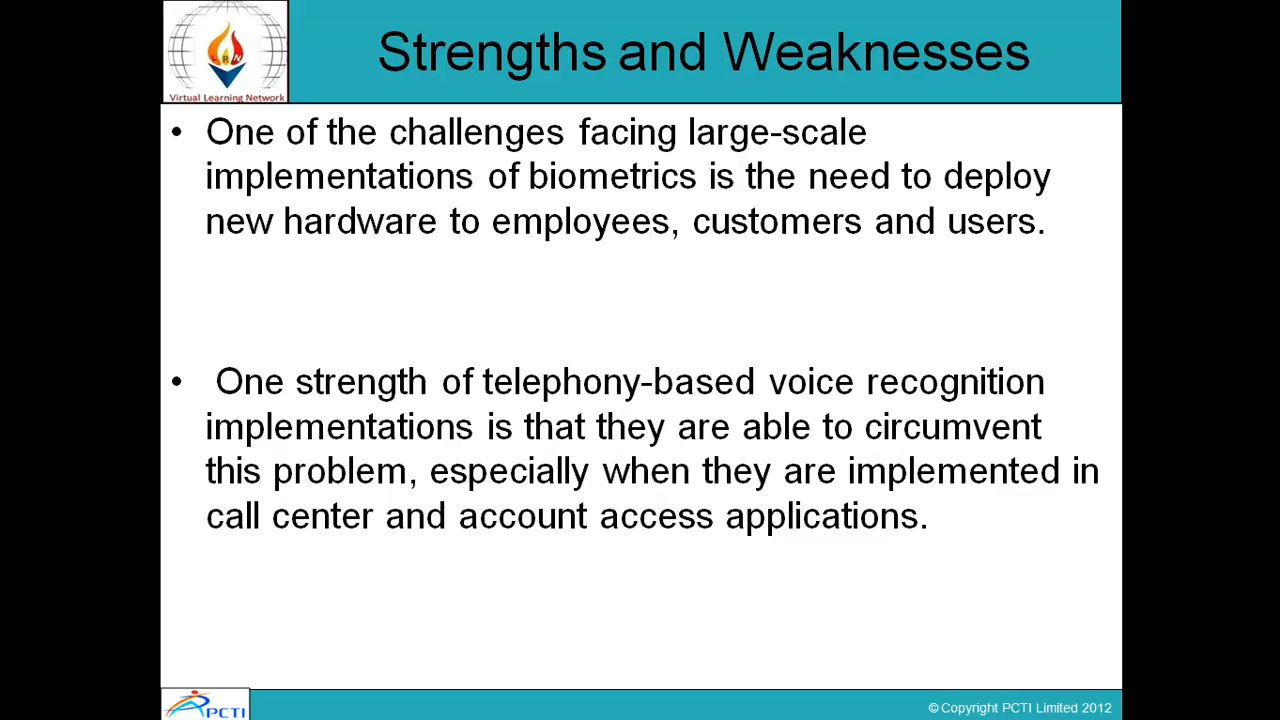 Strengths and Weaknesses
LRN
Virtual Learning Network
• One of the challenges facing large-scale
implementations of biometrics is the need to deploy
new hardware to employees, customers and users.
• One strength of telephony-based voice recognition
implementations is that they are able to circumvent
this problem, especially when they are implemented in
call center and account access applications.
PCTI
© Copyright PCTI Limited 2012